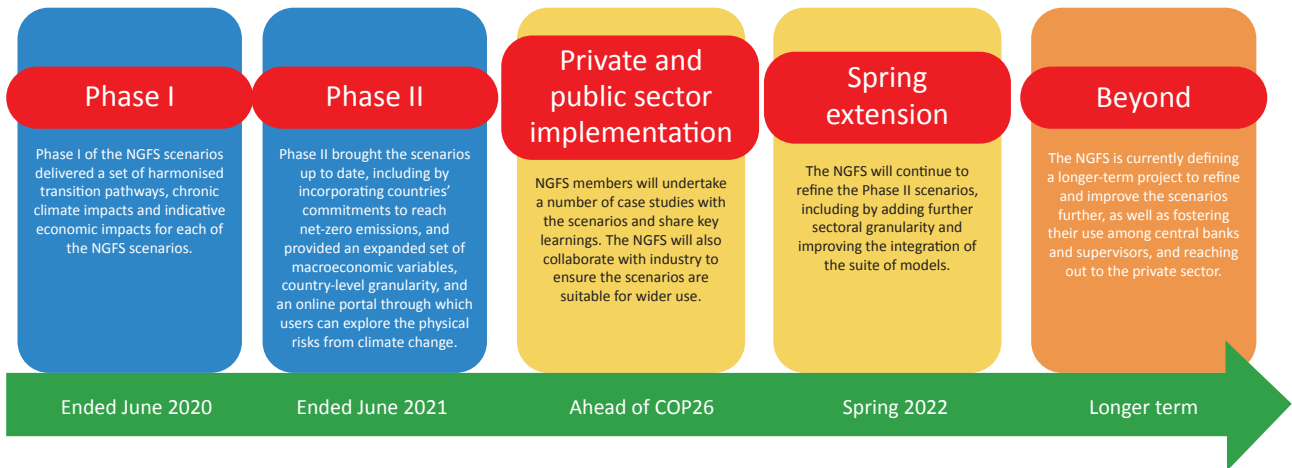 Phase I
Phase I of the NGFS scenarios
delivered a set of harmonised
transition pathways, chronic
climate impacts and indicative
economic impacts for each of
the NGFS scenarios.
Ended June 2020
Phase II
Phase II brought the scenarios
up to date, including by
incorporating countries’
commitments to reach
net-zero emissions, and
provided an expanded set of
macroeconomic variables,
country-level granularity, and
an online portal through which
users can explore the physical
risks from climate change.
Ended June 2021
Private and
public sector
implementation
NGFS members will undertake
a number of case studies with
the scenarios and share key
learnings. The NGFS will also
collaborate with industry to
ensure the scenarios are
suitable for wider use.
Ahead of COP26
Spring
extension
The NGFS will continue to
refine the Phase II scenarios,
including by adding further
sectoral granularity and
improving the integration of
the suite of models.
Spring 2022
Beyond
The NGFS is currently defining
a longer-term project to refine
and improve the scenarios
further, as well as fostering
their use among central banks
and supervisors, and reaching
out to the private sector.
Longer term